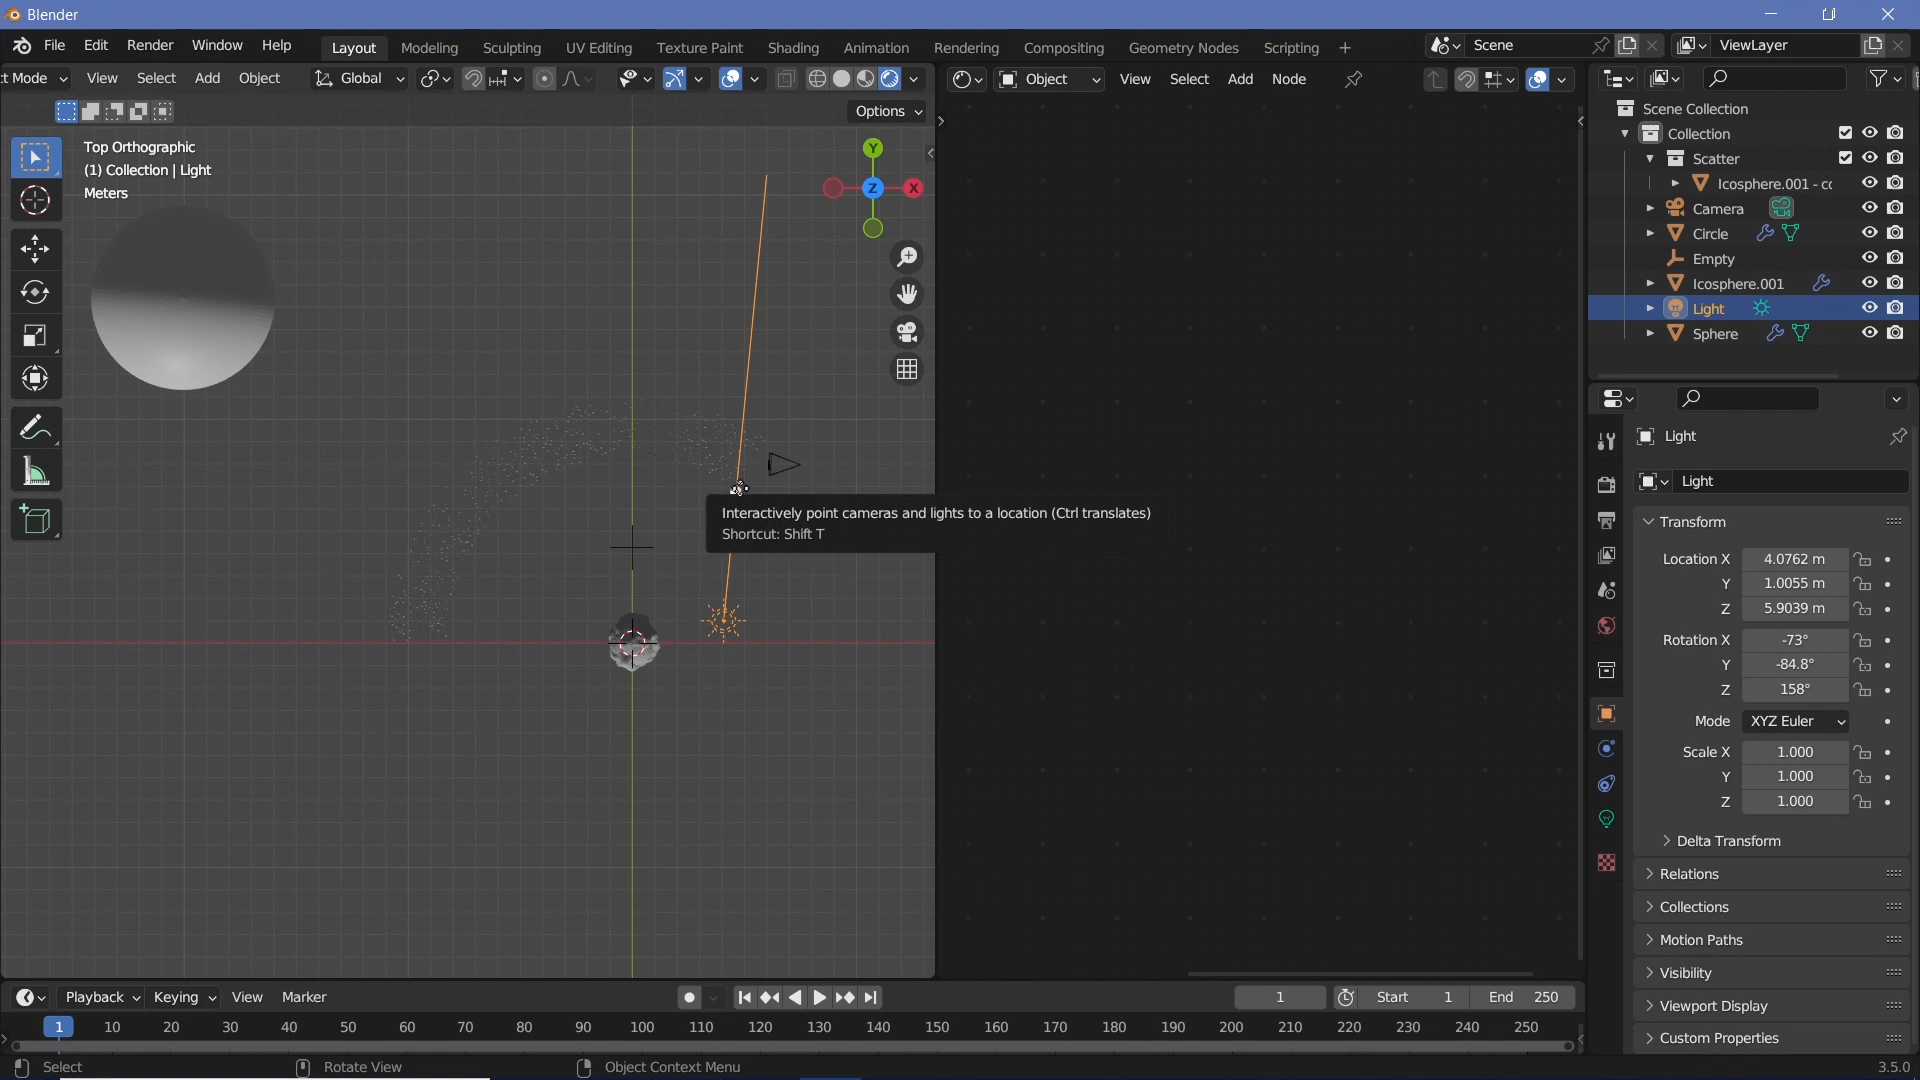 Blender
File Edit Render Window Help Layout Modeling Sculpting UV Editing Texture Paint Shading Animation Rendering Compositing Geometry Nodes Scripting + Scene ViewLayer
t Mode View Select Add Object Global Object View Select Add Node
Options
Top Orthographic
(1) Collection | Light
Meters
Y
Z X
Interactively point cameras and lights to a location (Ctrl translates)
Shortcut: Shift T
Scene Collection
Collection
Scatter
Icosphere.001 - co
Camera
Circle
Empty
Icosphere.001
Light
Sphere
Light
Light
Transform
Location X 4.0762 m
Y 1.0055 m
Z 5.9039 m
Rotation X -73°
Y -84.8°
Z 158°
Mode XYZ Euler
Scale X 1.000
Y 1.000
Z 1.000
Delta Transform
Relations
Collections
Motion Paths
Visibility
Viewport Display
Custom Properties
Playback Keying View Marker 1 Start 1 End 250
1 10 20 30 40 50 60 70 80 90 100 110 120 130 140 150 160 170 180 190 200 210 220 230 240 250
Select Rotate View Object Context Menu 3.5.0